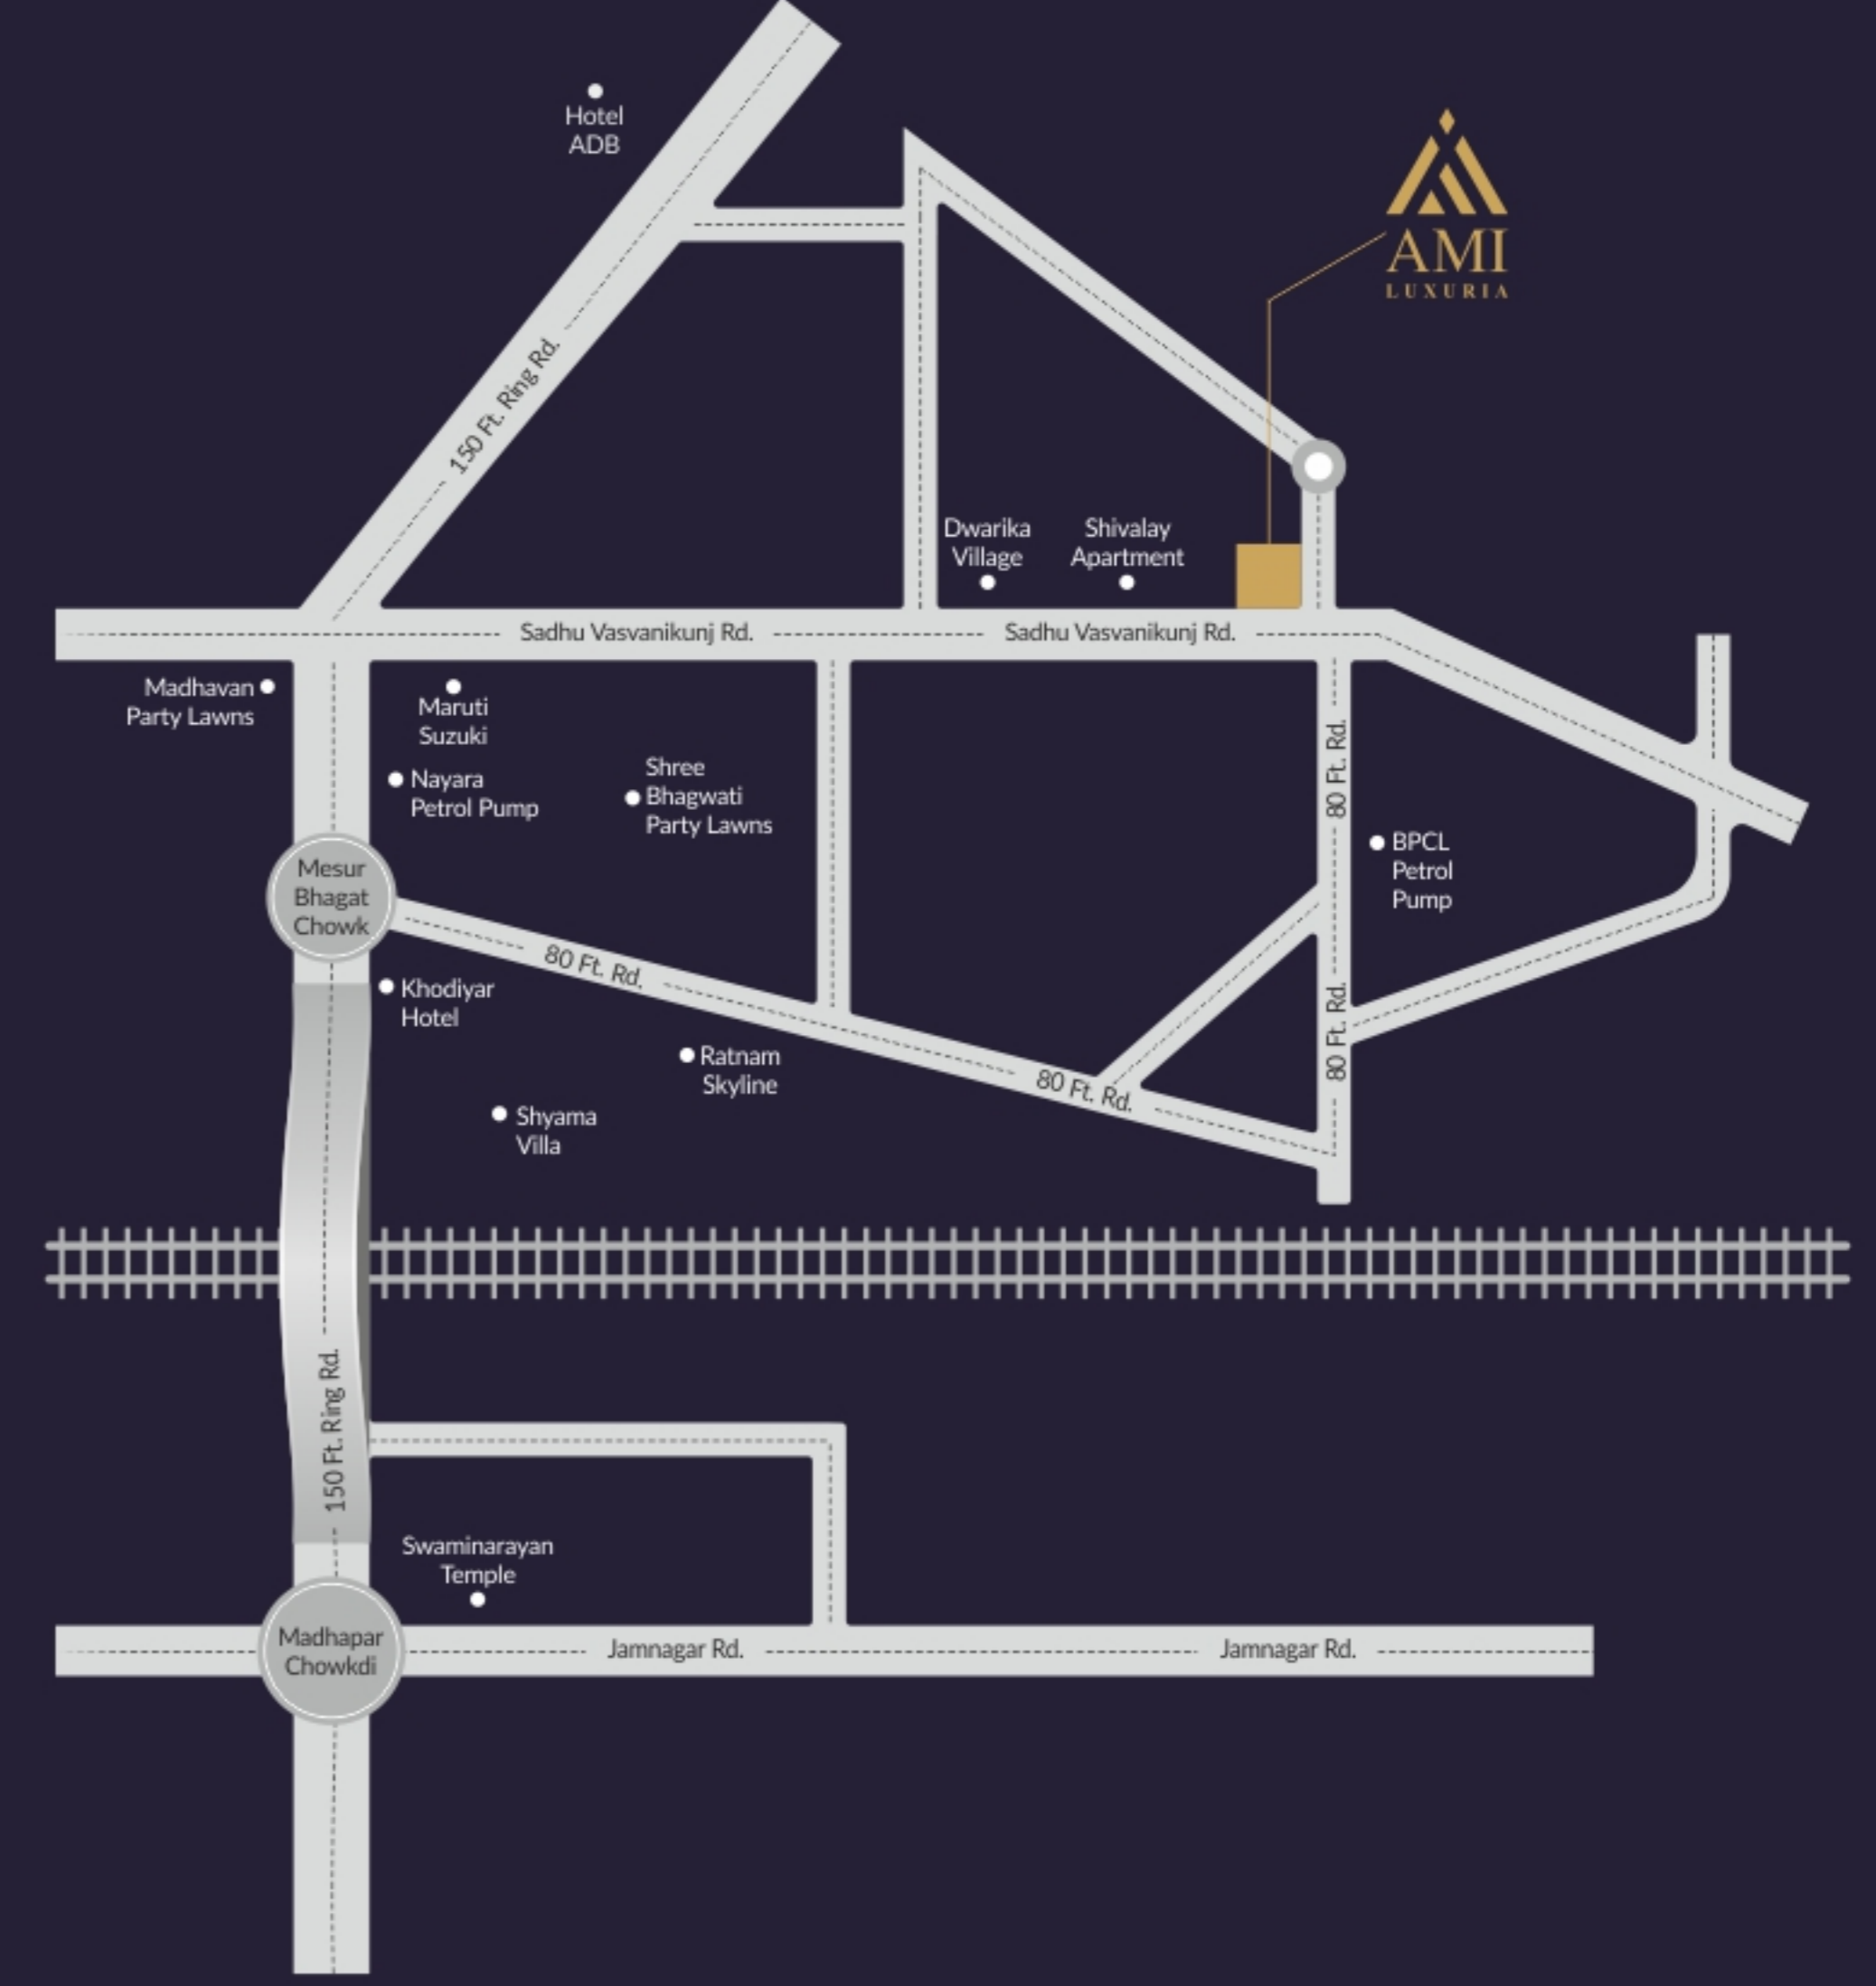 Hotel
ADB
AMI
LUXURIA
150 Ft. Ring Rd.
Dwarika
Village
Shivalay
Apartment
Sadhu Vasvanikunj Rd.
Sadhu Vasvanikunj Rd.
Madhavan
Party Lawns
Maruti
Suzuki
Nayara
Petrol Pump
Shree
Bhagwati
Party Lawns
80 Ft. Rd.
BPCL
Petrol
Pump
Mesur
Bhagat
Chowk
80 Ft. Rd.
Khodiyar
Hotel
80 Ft. Rd.
Ratnam
Skyline
80 Ft. Rd.
Shyama
Villa
150 Ft. Ring Rd.
Swaminarayan
Temple
Madhapar
Chowkdi
Jamnagar Rd.
Jamnagar Rd.